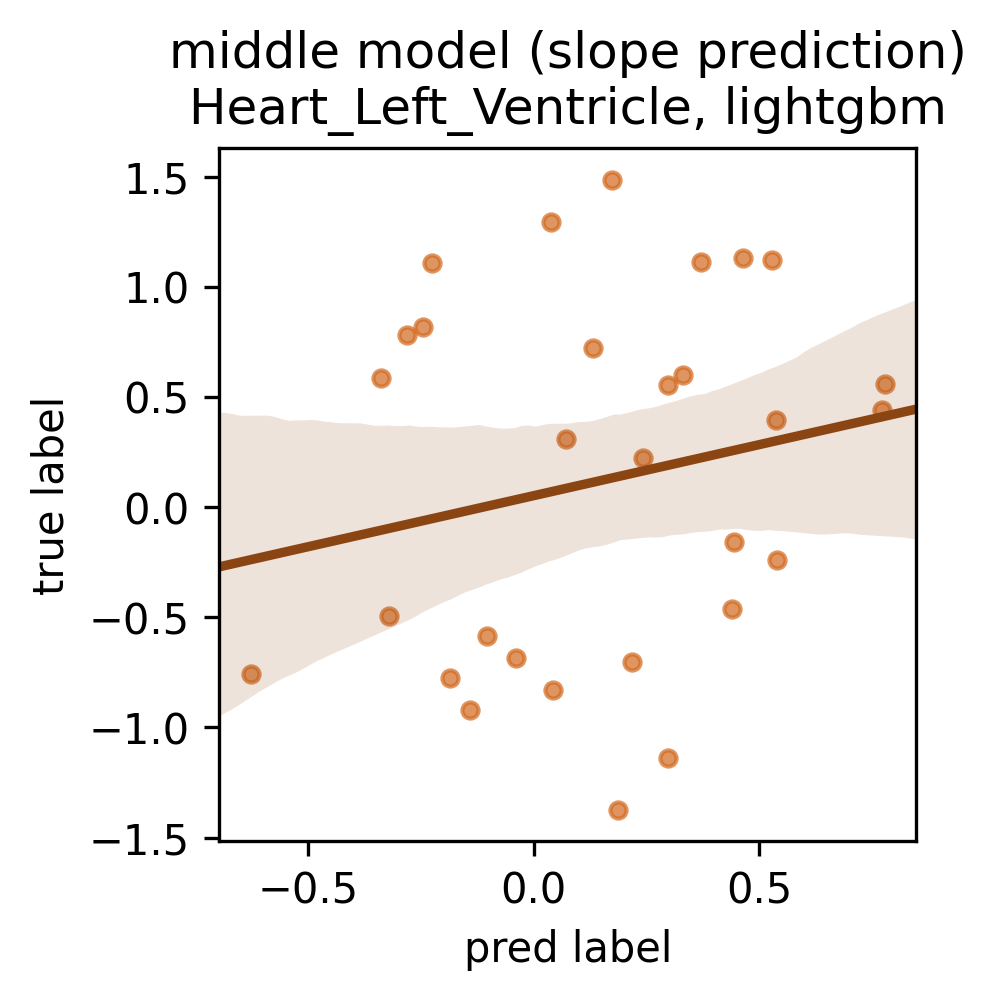 middle model (slope prediction)
Heart_Left_Ventricle, lightgbm
1.5
1.0
0.5
0.0
−0.5
−1.0
−1.5
true label
−0.5
0.0
0.5
pred label